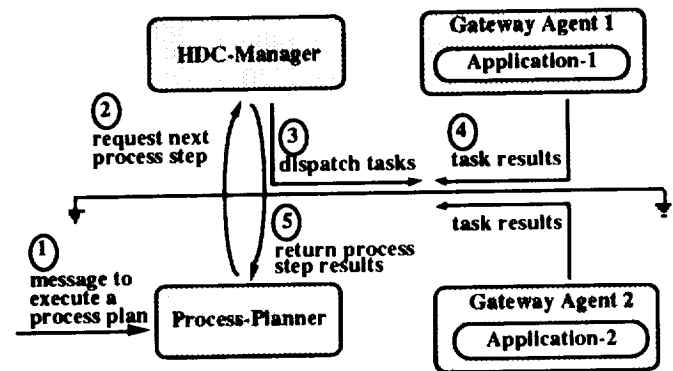 Gateway Agent 1
HDC-Manager
Application-1
2
request next
process step
3
dispatch tasks
4
task results
task results
5
return process
step results
1
message to
execute a
process plan
Process-Planner
Gateway Agent 2
Application-2